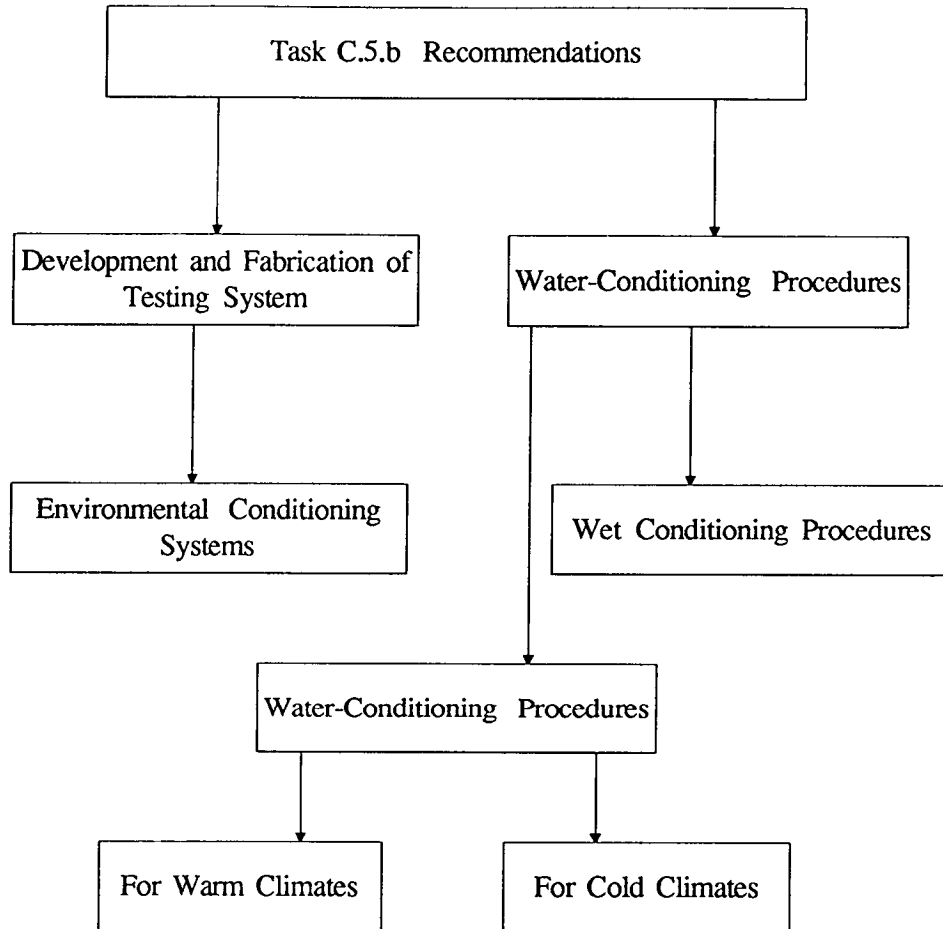 Task C.5.b Recommendations
Development and Fabrication of
Testing System
Water-Conditioning Procedures
Environmental Conditioning
Systems
Wet Conditioning Procedures
Water-Conditioning Procedures
For Warm Climates
For Cold Climates